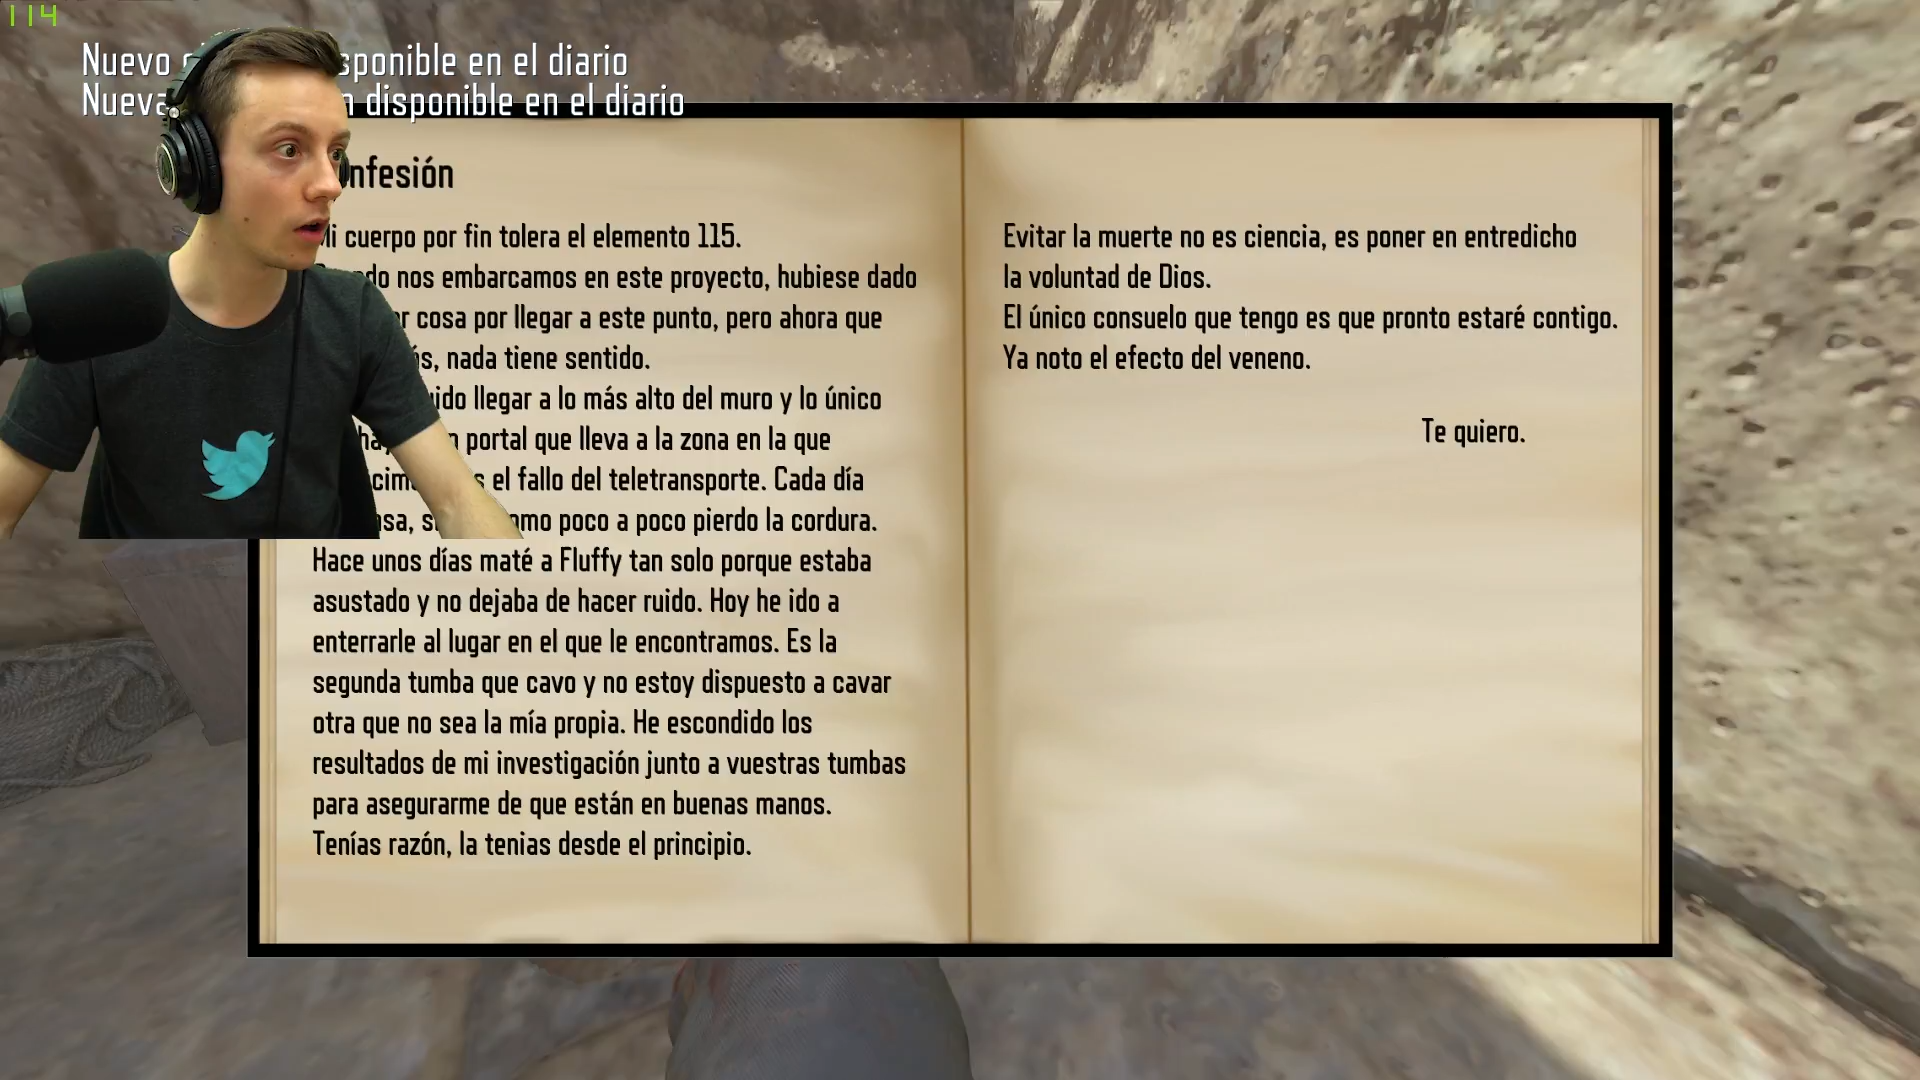 114
Nuevo disponible en el diario
Nueva disponible en el diario
Confesión
Mi cuerpo por fin tolera el elemento 115.
nos embarcamos en este proyecto, hubiese dado
cosa por llegar a este punto, pero ahora que
nada tiene sentido.
llegar a lo más alto del muro y lo único
portal que lleva a la zona en la que
el fallo del teletransporte. Cada día
poco a poco pierdo la cordura.
Hace unos días maté a Fluffy tan solo porque estaba
asustado y no dejaba de hacer ruido. Hoy he ido a
enterrarle al lugar en el que le encontramos. Es la
segunda tumba que cavo y no estoy dispuesto a cavar
otra que no sea la mía propia. He escondido los
resultados de mi investigación junto a vuestras tumbas
para asegurarme de que están en buenas manos.
Tenías razón, la tenias desde el principio.
Evitar la muerte no es ciencia, es poner en entredicho
la voluntad de Dios.
El único consuelo que tengo es que pronto estaré contigo.
Ya noto el efecto del veneno.
Te quiero.